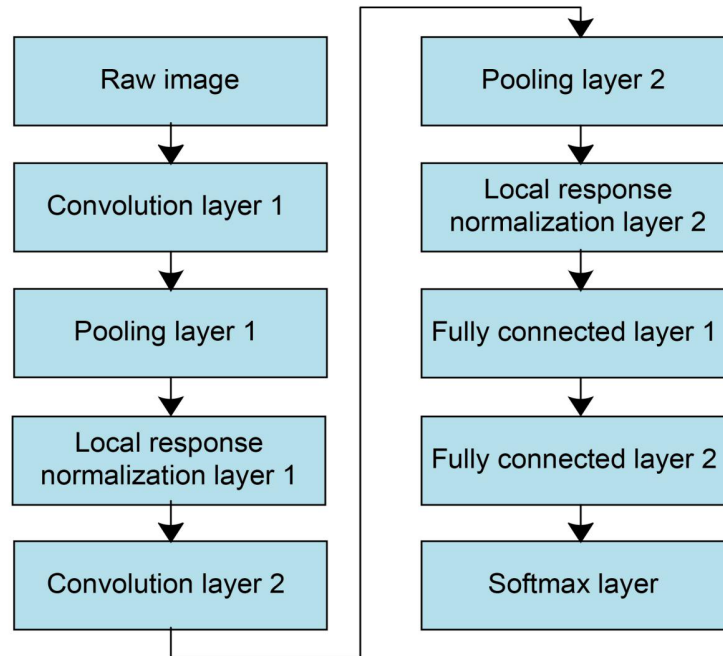 Raw image
Convolution layer 1
Pooling layer 1
Local response
normalization layer 1
Convolution layer 2
Pooling layer 2
Local response
normalization layer 2
Fully connected layer 1
Fully connected layer 2
Softmax layer